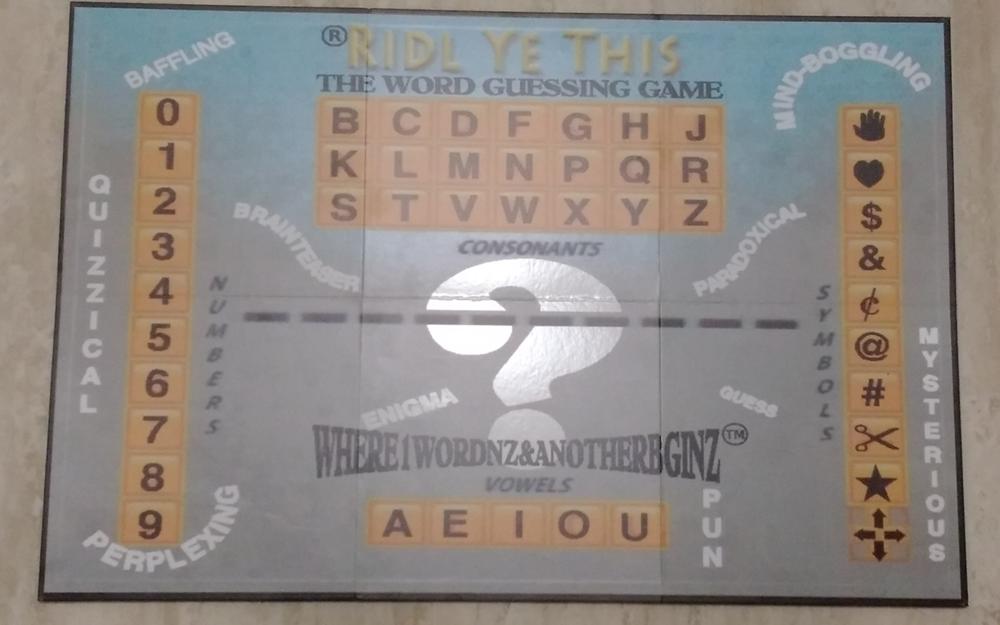 ® RIDL YE THIS
THE WORD GUESSING GAME
BAFFLING
MIND-BOGGLING
B C D F G H J
K L M N P Q R
S T V W X Y Z
CONSONANTS
0
1
2
3
4
5
6
7
8
9
NUMBERS
QUIZZICAL
BRAINTEASER
PARADOXICAL
?
$
&
¢
@
#
SYMBOLS
MYSTERIOUS
ENIGMA
GUESS
WHERE1WORDNZ&ANOTHERBGINZ™
VOWELS
A E I O U
PERPLEXING
PUN